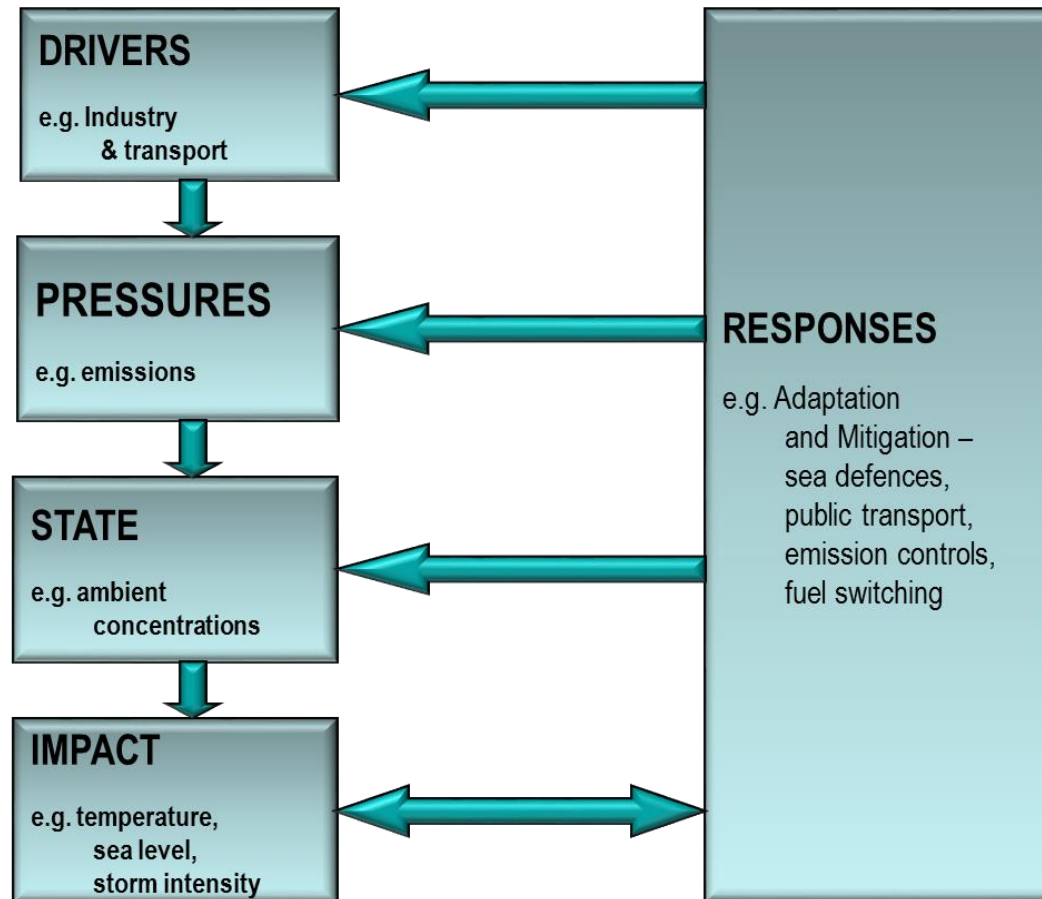 DRIVERS
e.g. Industry
& transport
PRESSURES
e.g. emissions
STATE
e.g. ambient
concentrations
IMPACT
e.g. temperature,
sea level,
storm intensity
RESPONSES
e.g. Adaptation
and Mitigation –
sea defences,
public transport,
emission controls,
fuel switching